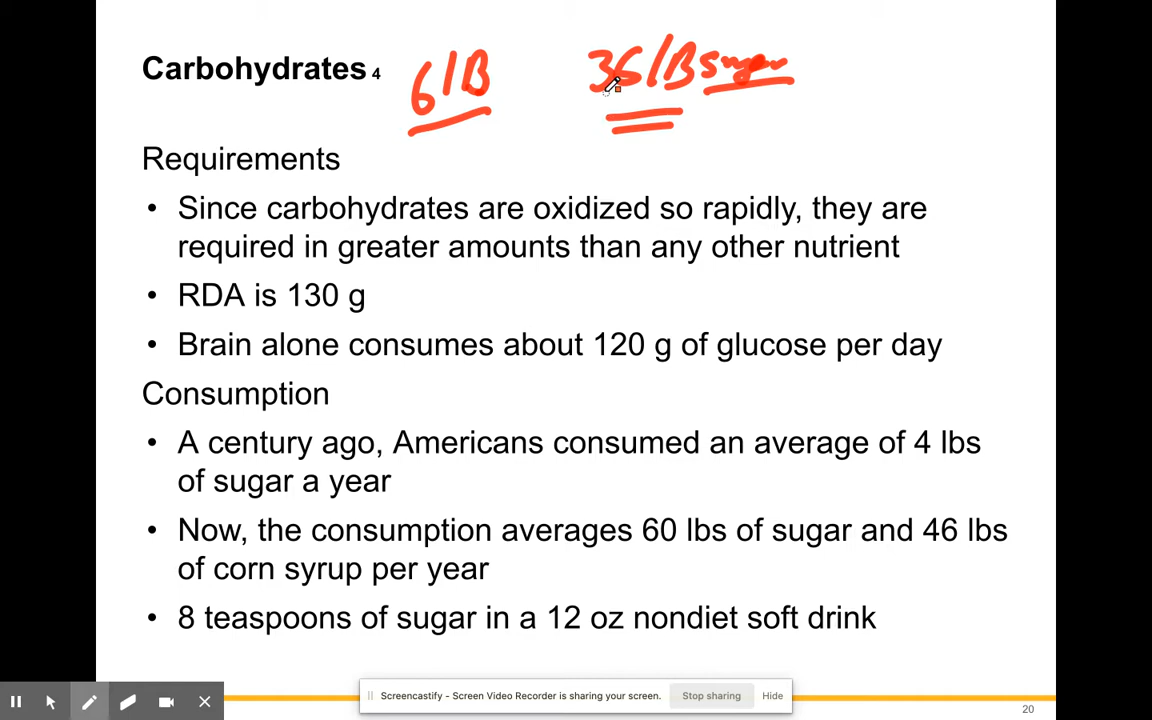 Carbohydrates 4 6 lB 36 lB sugar
Requirements
• Since carbohydrates are oxidized so rapidly, they are
required in greater amounts than any other nutrient
• RDA is 130 g
• Brain alone consumes about 120 g of glucose per day
Consumption
• A century ago, Americans consumed an average of 4 lbs
of sugar a year
• Now, the consumption averages 60 lbs of sugar and 46 lbs
of corn syrup per year
• 8 teaspoons of sugar in a 12 oz nondiet soft drink
Screencastify - Screen Video Recorder is sharing your screen. Stop sharing Hide
20